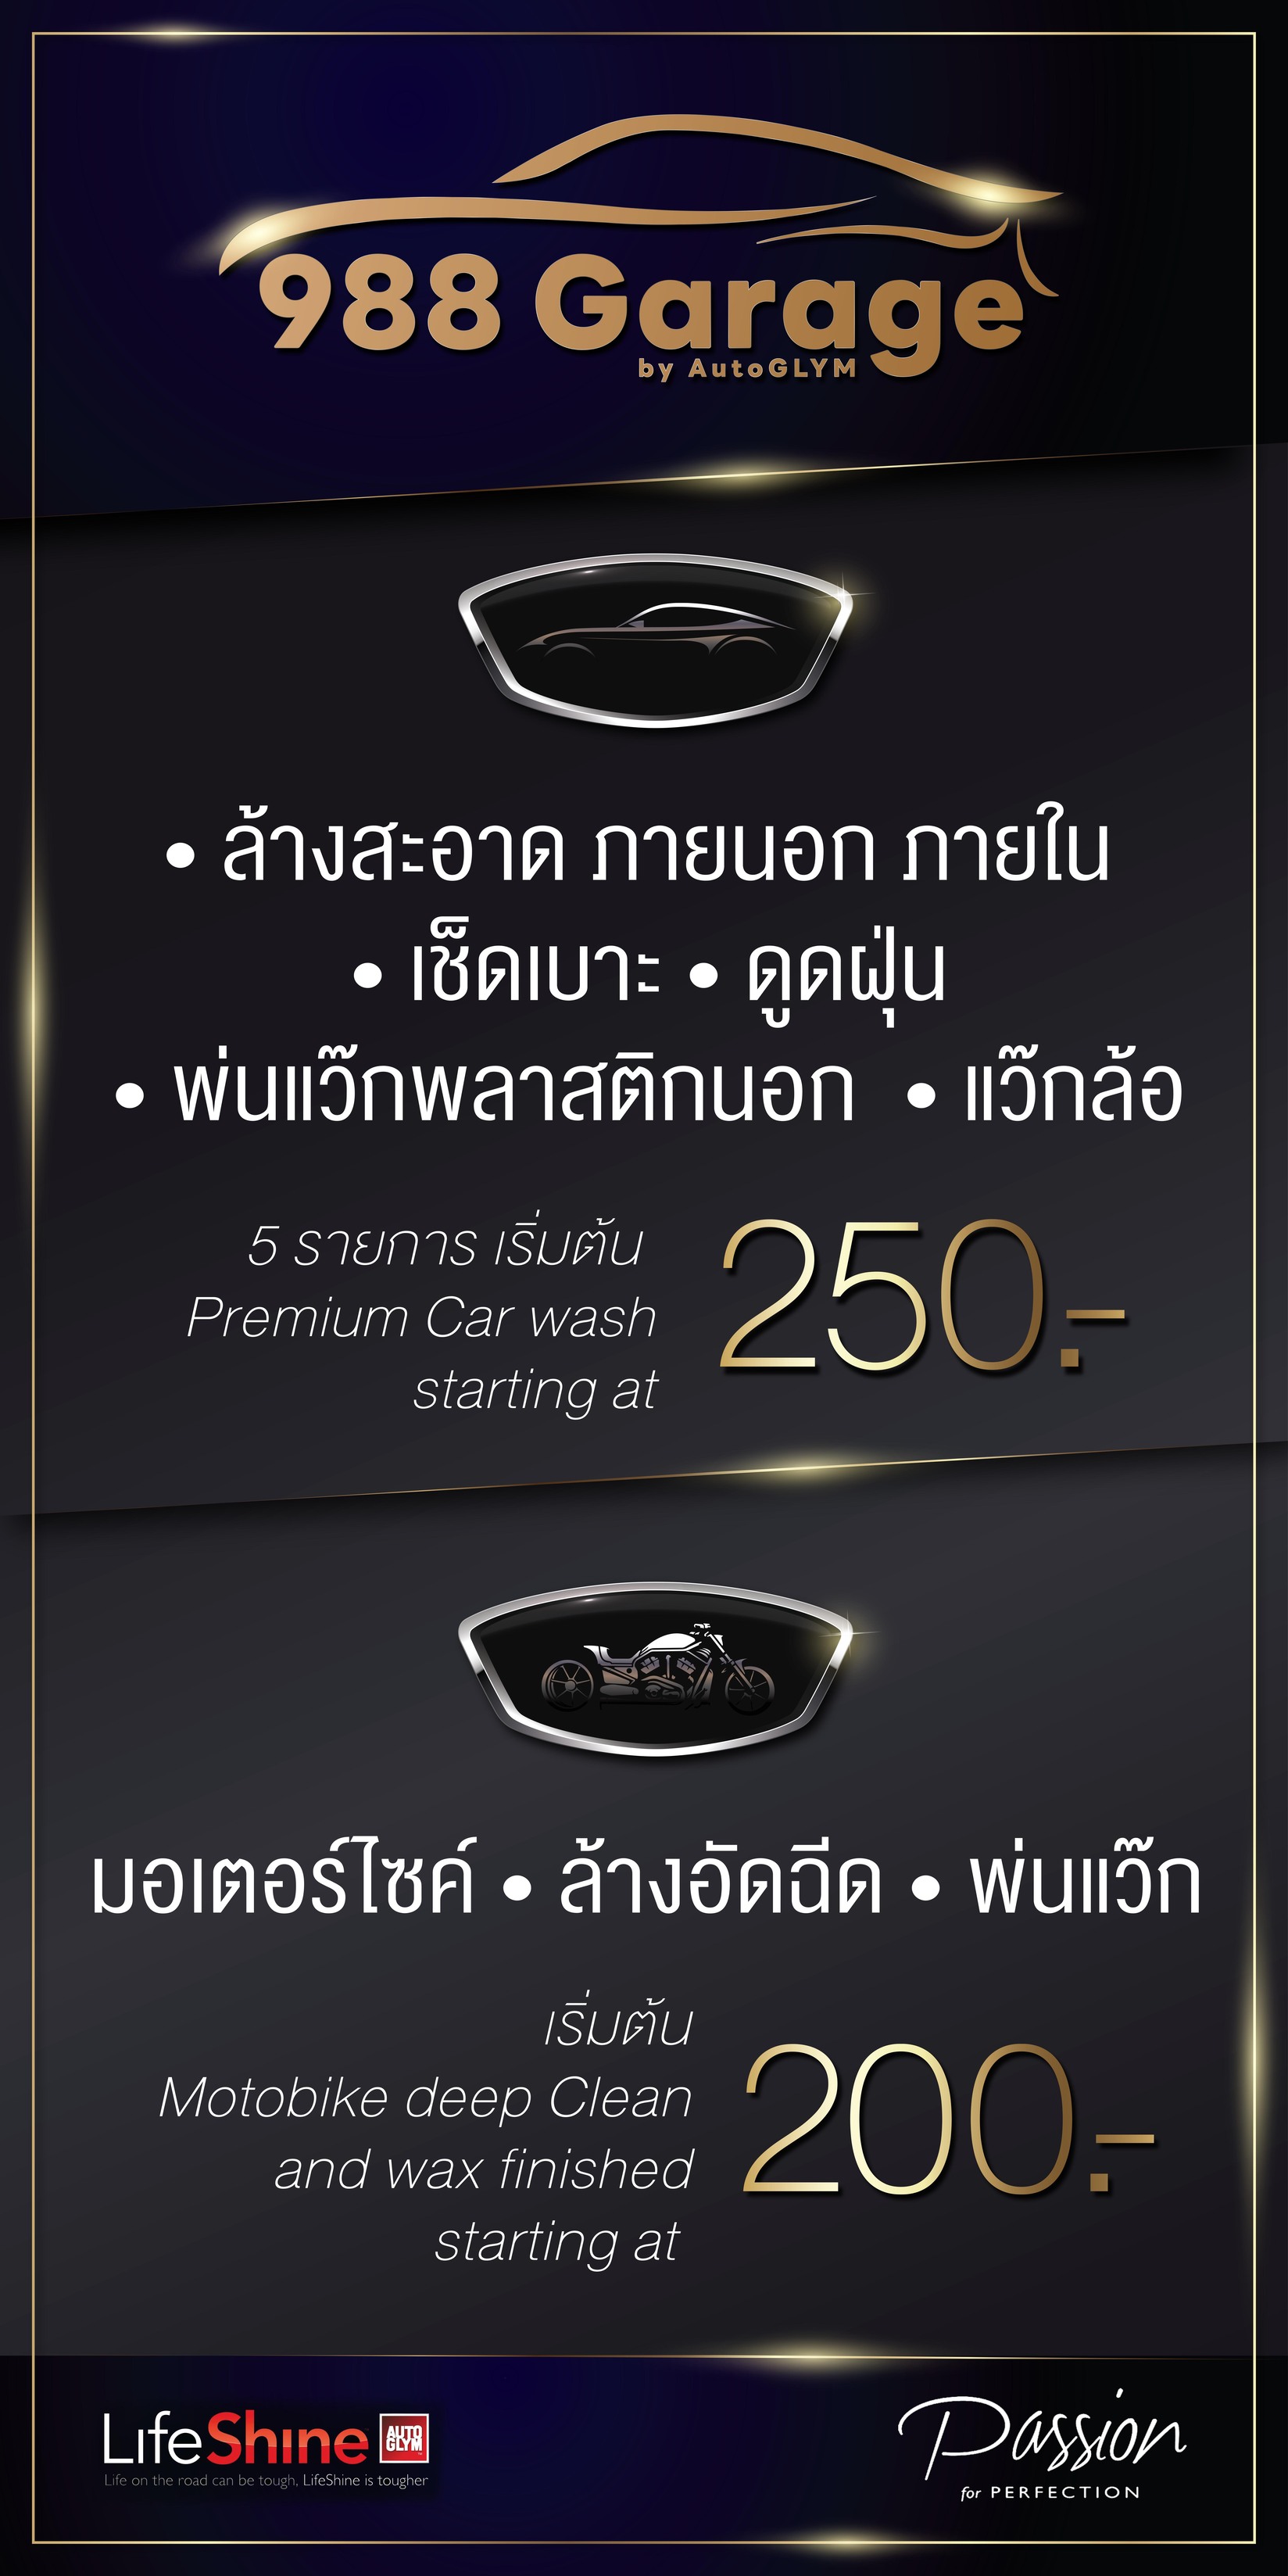 988 Garage
by AutoGLYM
• ล้างสะอาด ภายนอก ภายใน
• เช็ดเบาะ • ดูดฝุ่น
• พ่นแว๊กพลาสติกนอก • แว๊กล้อ
5 รายการ เริ่มต้น
Premium Car wash
starting at
250.-
มอเตอร์ไซค์ • ล้างอัดฉีด • พ่นแว๊ก
เริ่มต้น
Motobike deep Clean
and wax finished
starting at
200.-
LifeShine AUTO GLYM
Life on the road can be tough, LifeShine is tougher
Passion
for PERFECTION